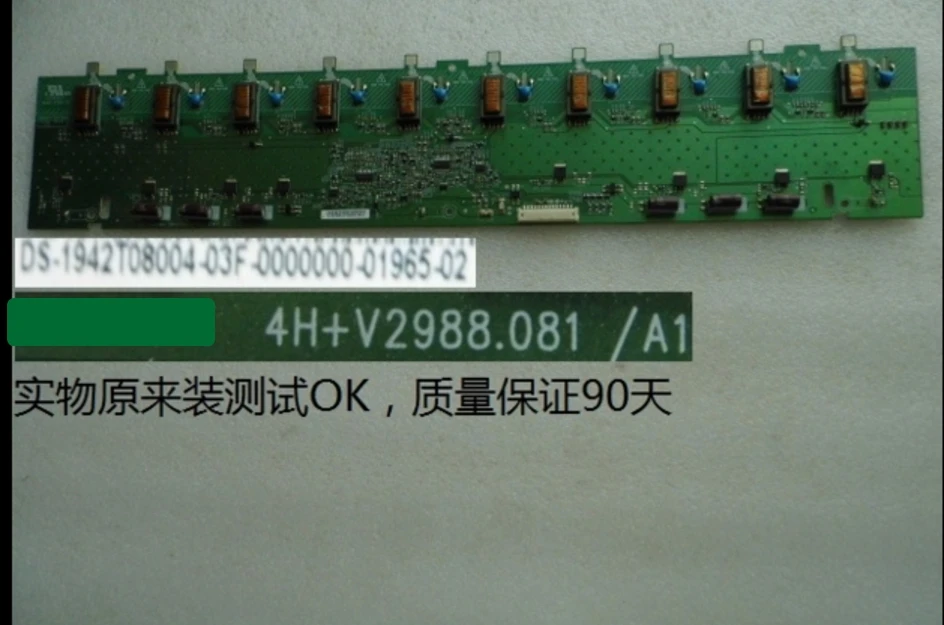 DS-1942T08004-03F-0000000-01965-02
4H+V2988.081 /A1
实物原来装测试OK，质量保证90天